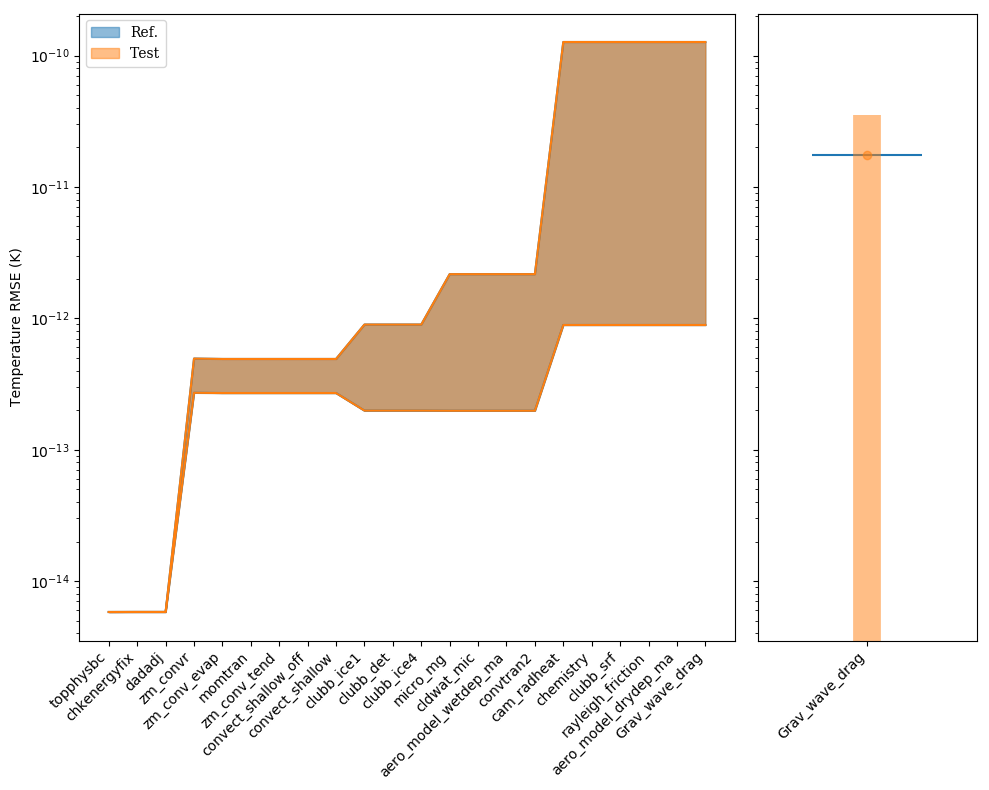 Ref.
Test
Temperature RMSE (K)
10⁻¹⁰
10⁻¹¹
10⁻¹²
10⁻¹³
10⁻¹⁴
topphysbc
chkenergyfix
dadadj
zm_convr
zm_conv_evap
momtran
zm_conv_tend
convect_shallow_off
convect_shallow
clubb_ice1
clubb_det
clubb_ice4
micro_mg
cldwat_mic
aero_model_wetdep_ma
convtran2
cam_radheat
chemistry
clubb_srf
rayleigh_friction
aero_model_drydep_ma
Grav_wave_drag
Grav_wave_drag